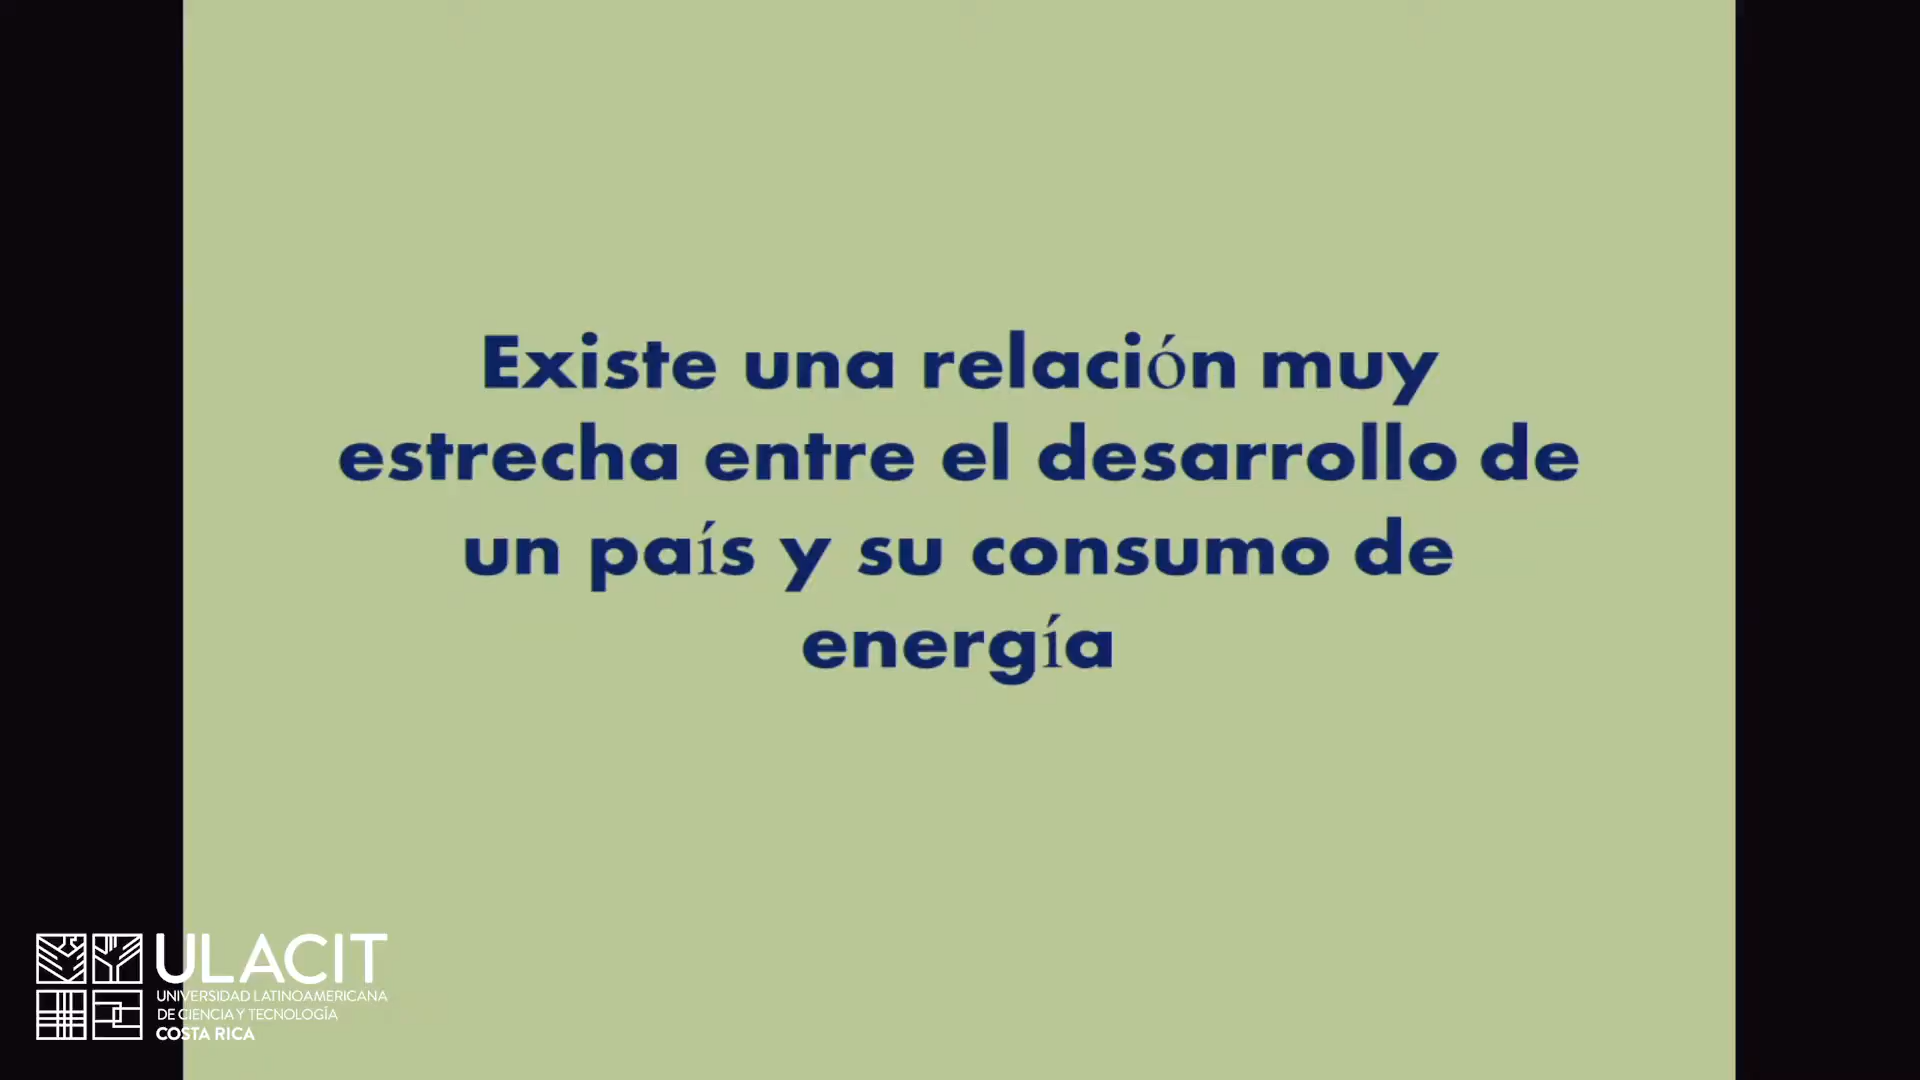 Existe una relación muy
estrecha entre el desarrollo de
un país y su consumo de
energía
ULACIT
UNIVERSIDAD LATINOAMERICANA
DE CIENCIA Y TECNOLOGÍA
COSTA RICA